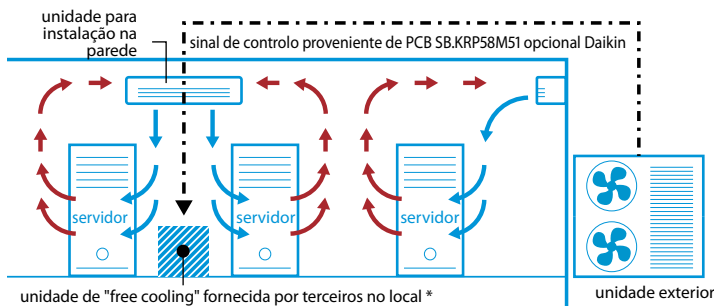 unidade para
instalação na
parede
sinal de controlo proveniente de PCB SB.KRP58M51 opcional Daikin
servidor
servidor
servidor
unidade de "free cooling" fornecida por terceiros no local *
unidade exterior